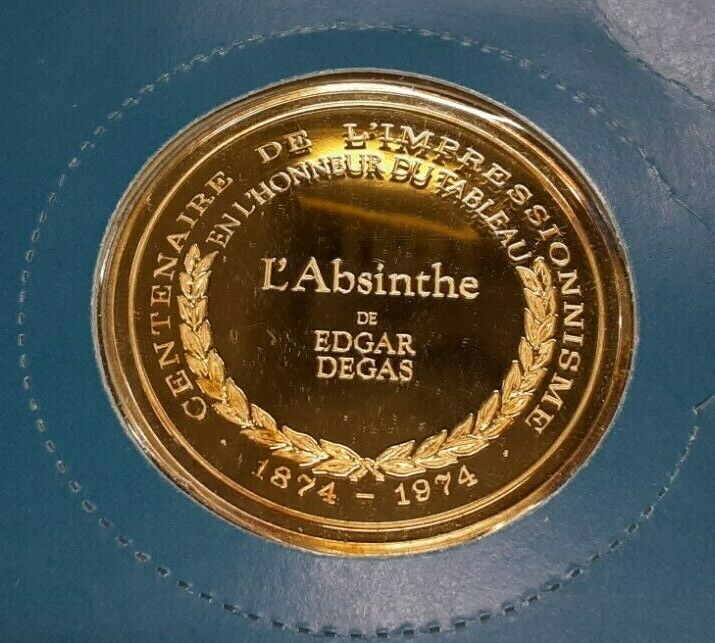 CENTENAIRE DE L'IMPRESSIONNISME
EN L'HONNEUR DU TABLEAU
L'Absinthe
DE
EDGAR
DEGAS
1874 - 1974